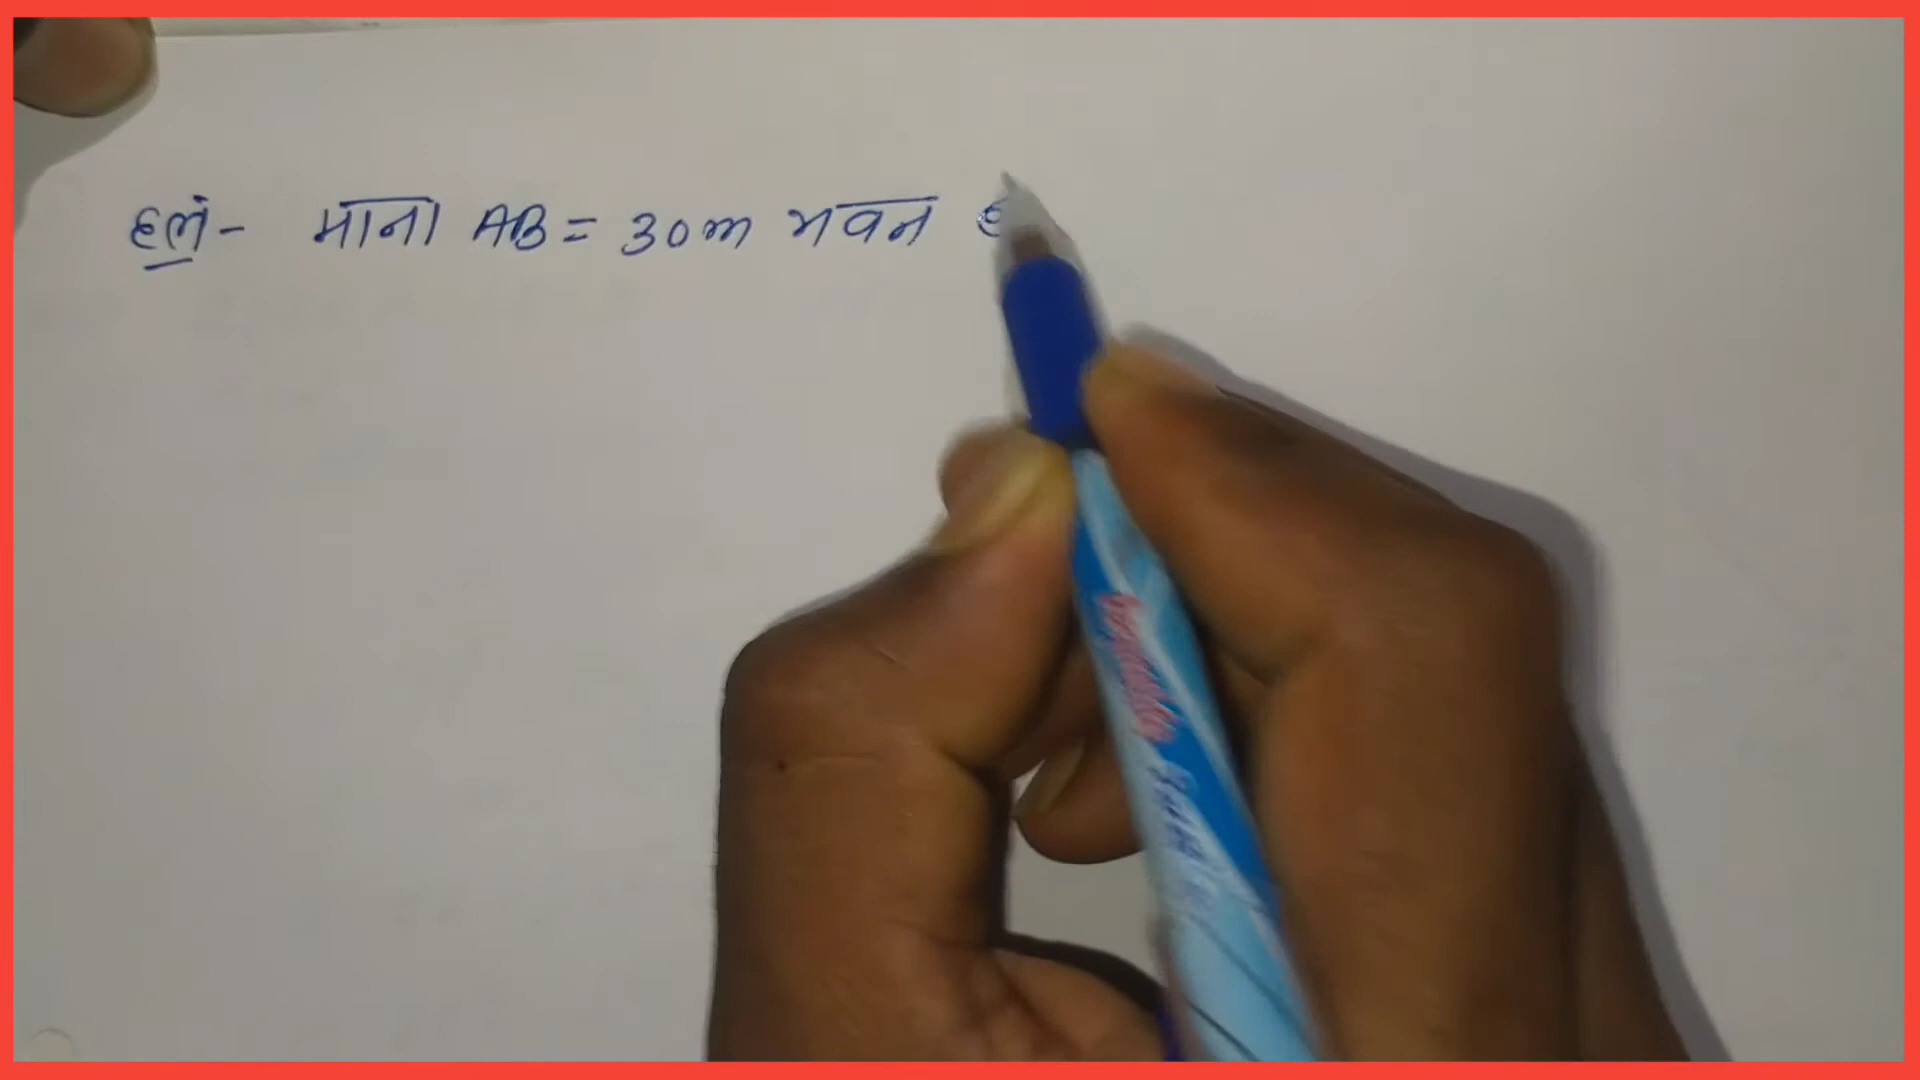 हल - माना AB = 30m भवन